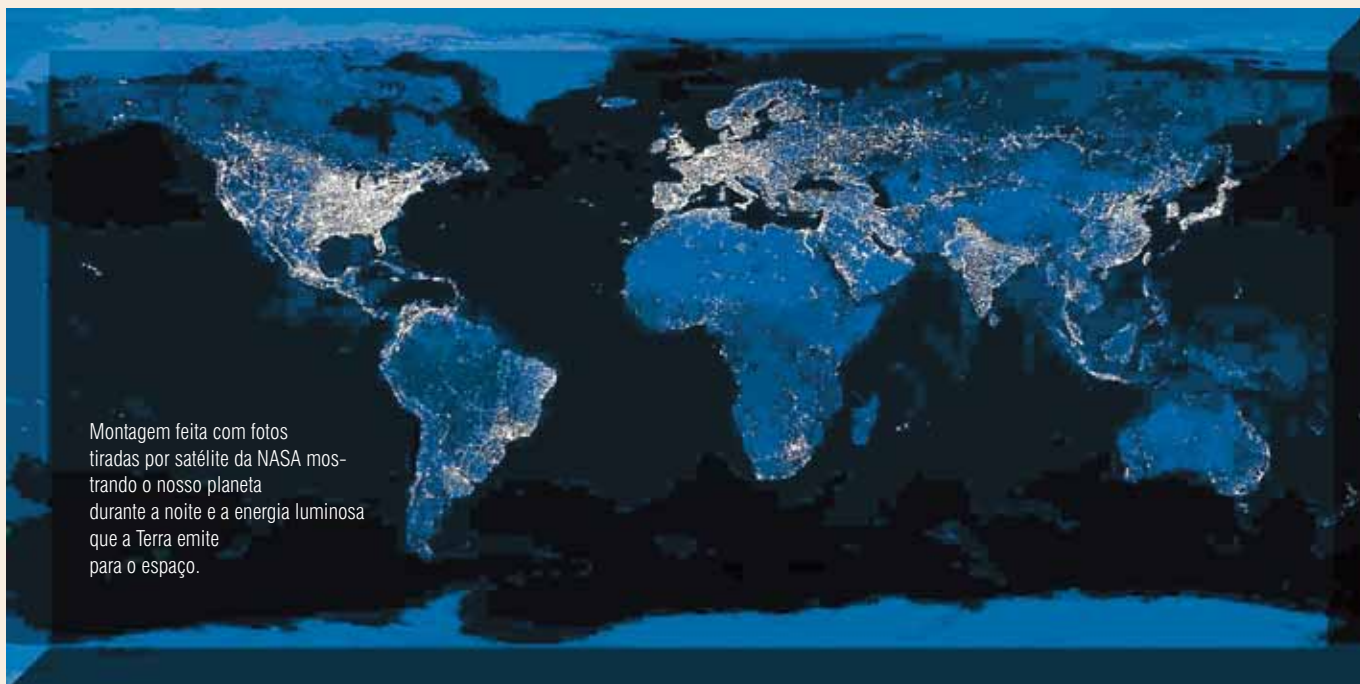 Montagem feita com fotos
tiradas por satélite da NASA mos-
trando o nosso planeta
durante a noite e a energia luminosa
que a Terra emite
para o espaço.